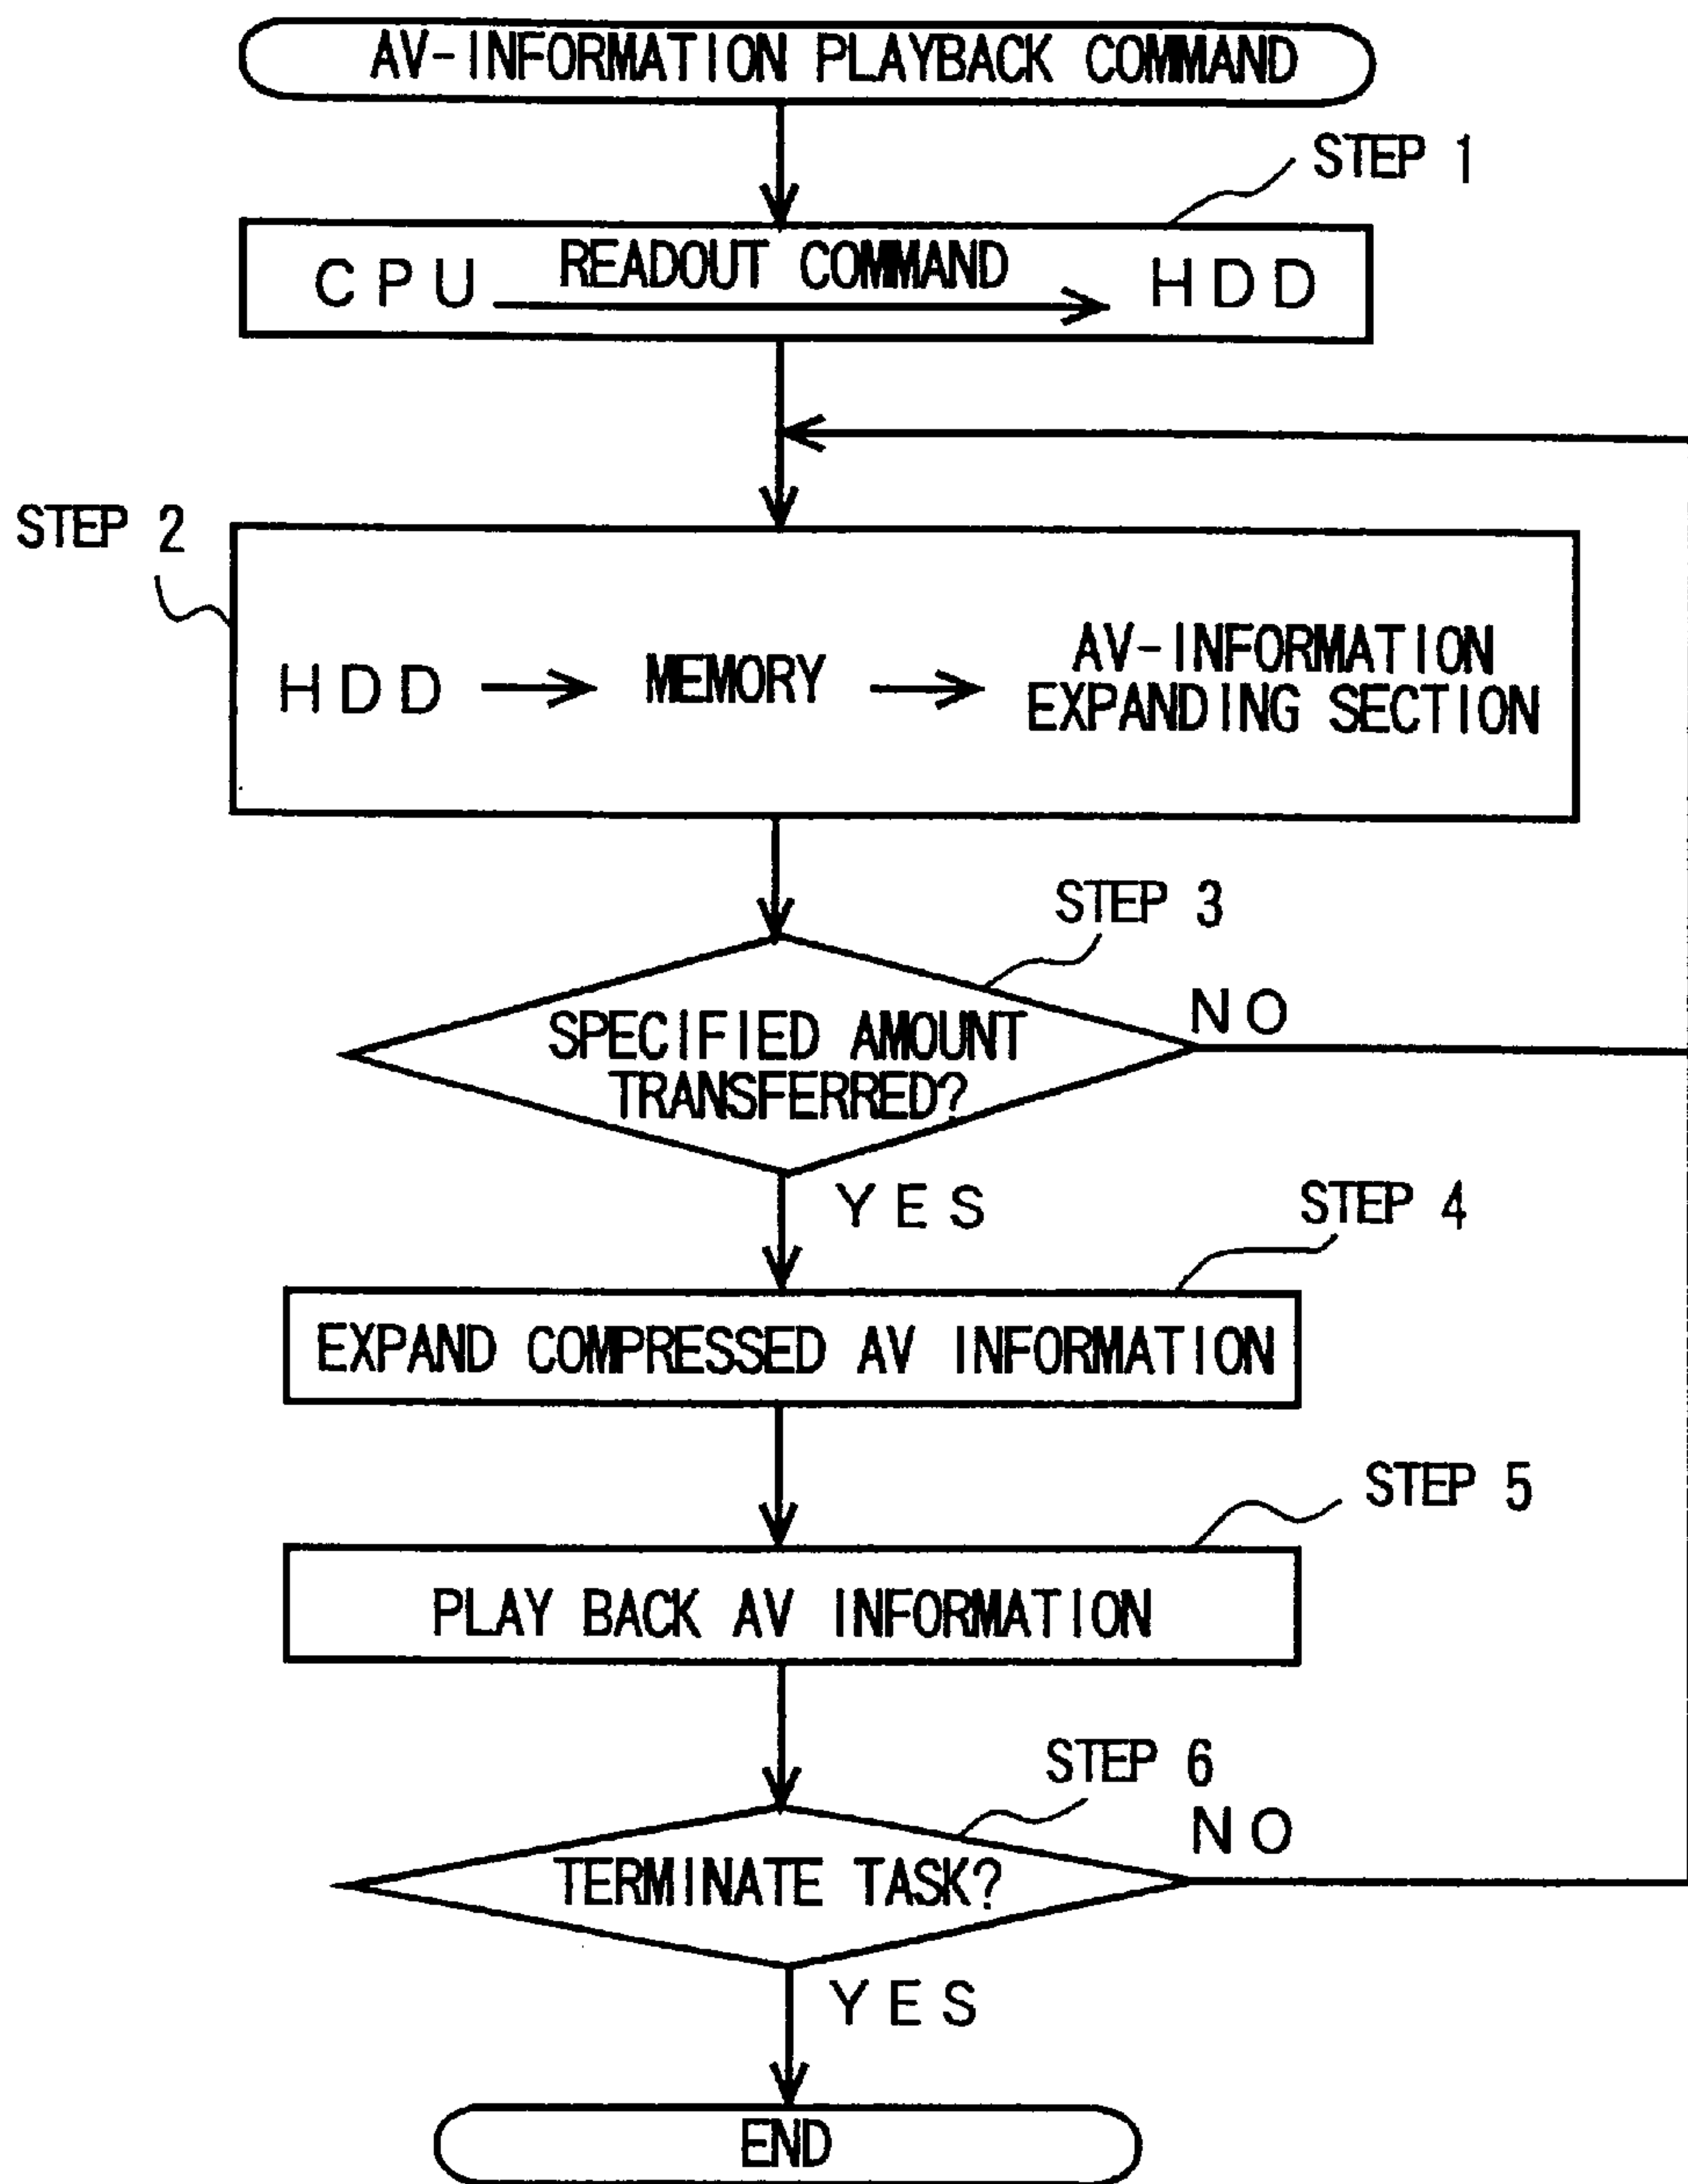 AV-INFORMATION PLAYBACK COMMAND
STEP 1
CPU READOUT COMMAND HDD
STEP 2
HDD MEMORY AV-INFORMATION
EXPANDING SECTION
STEP 3
NO
SPECIFIED AMOUNT
TRANSFERRED?
YES
STEP 4
EXPAND COMPRESSED AV INFORMATION
STEP 5
PLAY BACK AV INFORMATION
STEP 6
NO
TERMINATE TASK?
YES
END